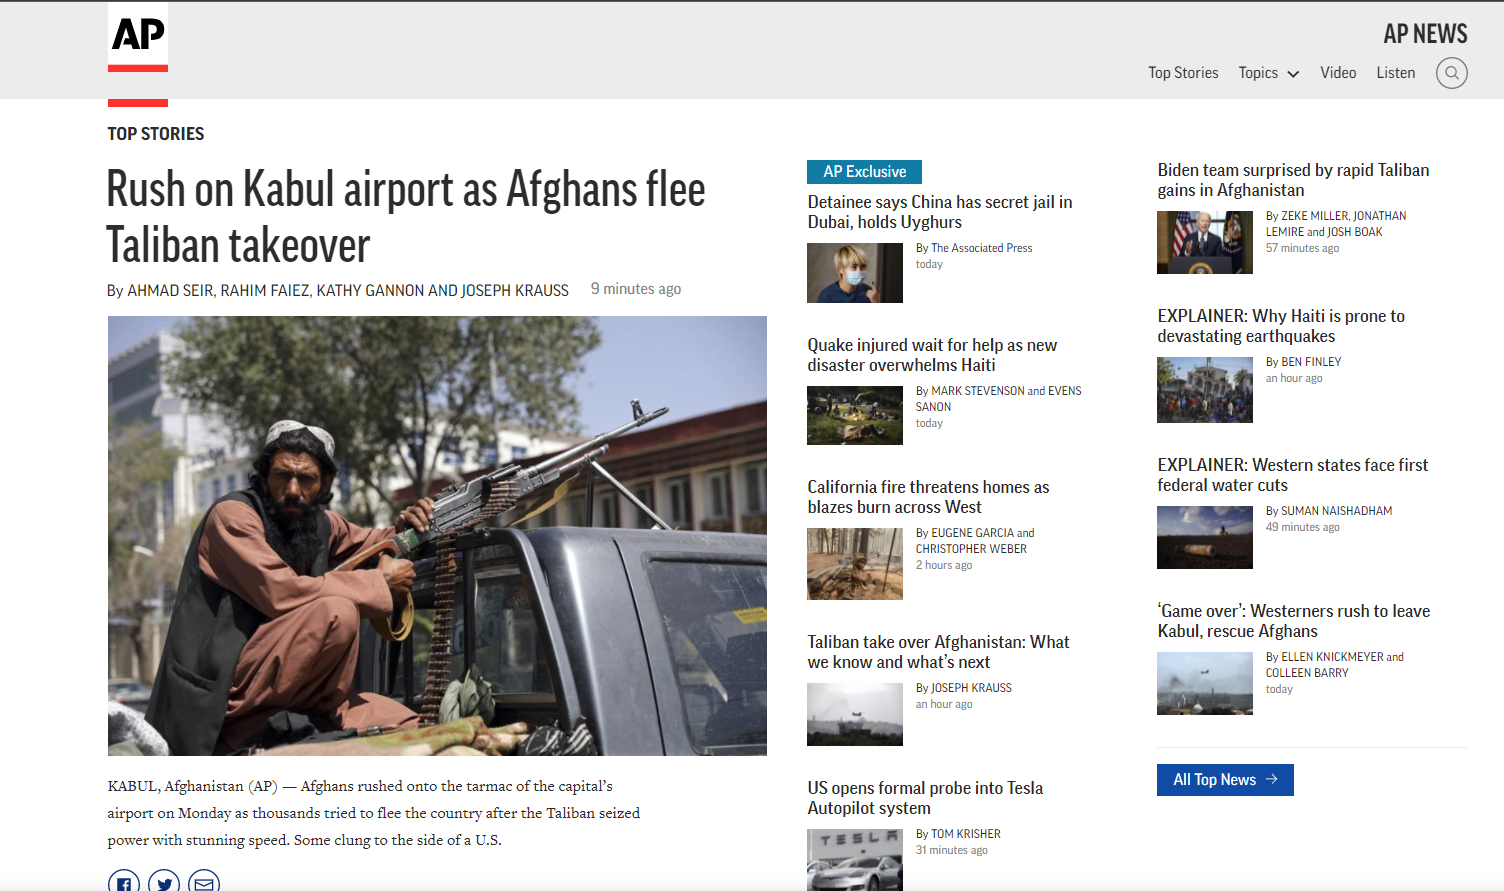 AP
AP NEWS
Top Stories
Topics
Video
Listen
TOP STORIES
Rush on Kabul airport as Afghans flee
Taliban takeover
By AHMAD SEIR, RAHIM FAIEZ, KATHY GANNON AND JOSEPH KRAUSS
9 minutes ago
KABUL, Afghanistan (AP) — Afghans rushed onto the tarmac of the capital’s
airport on Monday as thousands tried to flee the country after the Taliban seized
power with stunning speed. Some clung to the side of a U.S.
AP Exclusive
Detainee says China has secret jail in
Dubai, holds Uyghurs
By The Associated Press
today
Quake injured wait for help as new
disaster overwhelms Haiti
By MARK STEVENSON and EVENS
SANON
today
California fire threatens homes as
blazes burn across West
By EUGENE GARCIA and
CHRISTOPHER WEBER
2 hours ago
Taliban take over Afghanistan: What
we know and what’s next
By JOSEPH KRAUSS
an hour ago
US opens formal probe into Tesla
Autopilot system
TESLA
By TOM KRISHER
31 minutes ago
Biden team surprised by rapid Taliban
gains in Afghanistan
By ZEKE MILLER, JONATHAN
LEMIRE and JOSH BOAK
57 minutes ago
EXPLAINER: Why Haiti is prone to
devastating earthquakes
By BEN FINLEY
an hour ago
EXPLAINER: Western states face first
federal water cuts
By SUMAN NAISHADHAM
49 minutes ago
‘Game over’: Westerners rush to leave
Kabul, rescue Afghans
By ELLEN KNICKMEYER and
COLLEEN BARRY
today
All Top News →